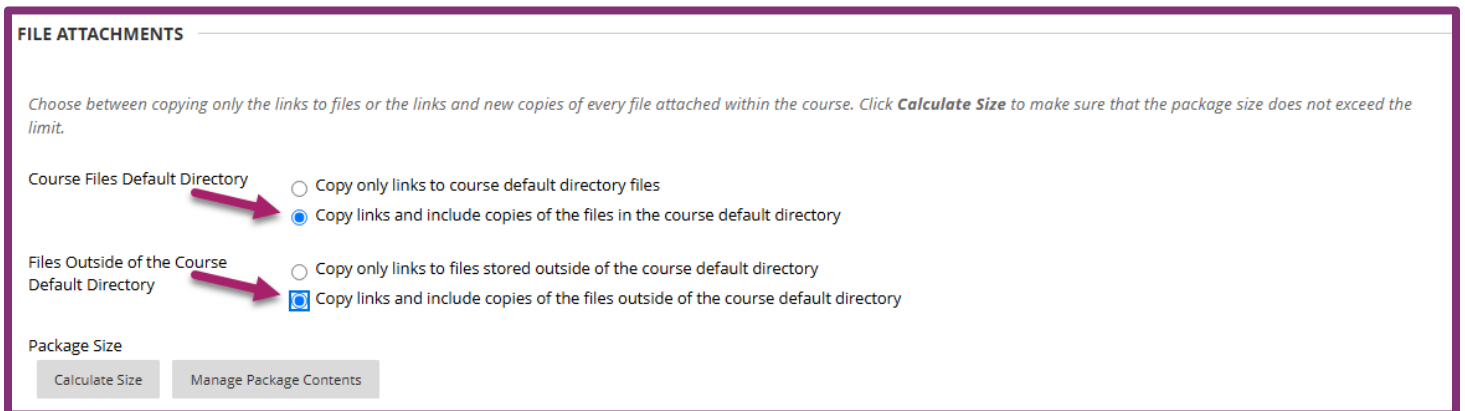 FILE ATTACHMENTS
Choose between copying only the links to files or the links and new copies of every file attached within the course. Click Calculate Size to make sure that the package size does not exceed the
limit.
Course Files Default Directory
Copy only links to course default directory files
Copy links and include copies of the files in the course default directory
Files Outside of the Course
Default Directory
Copy only links to files stored outside of the course default directory
Copy links and include copies of the files outside of the course default directory
Package Size
Calculate Size
Manage Package Contents